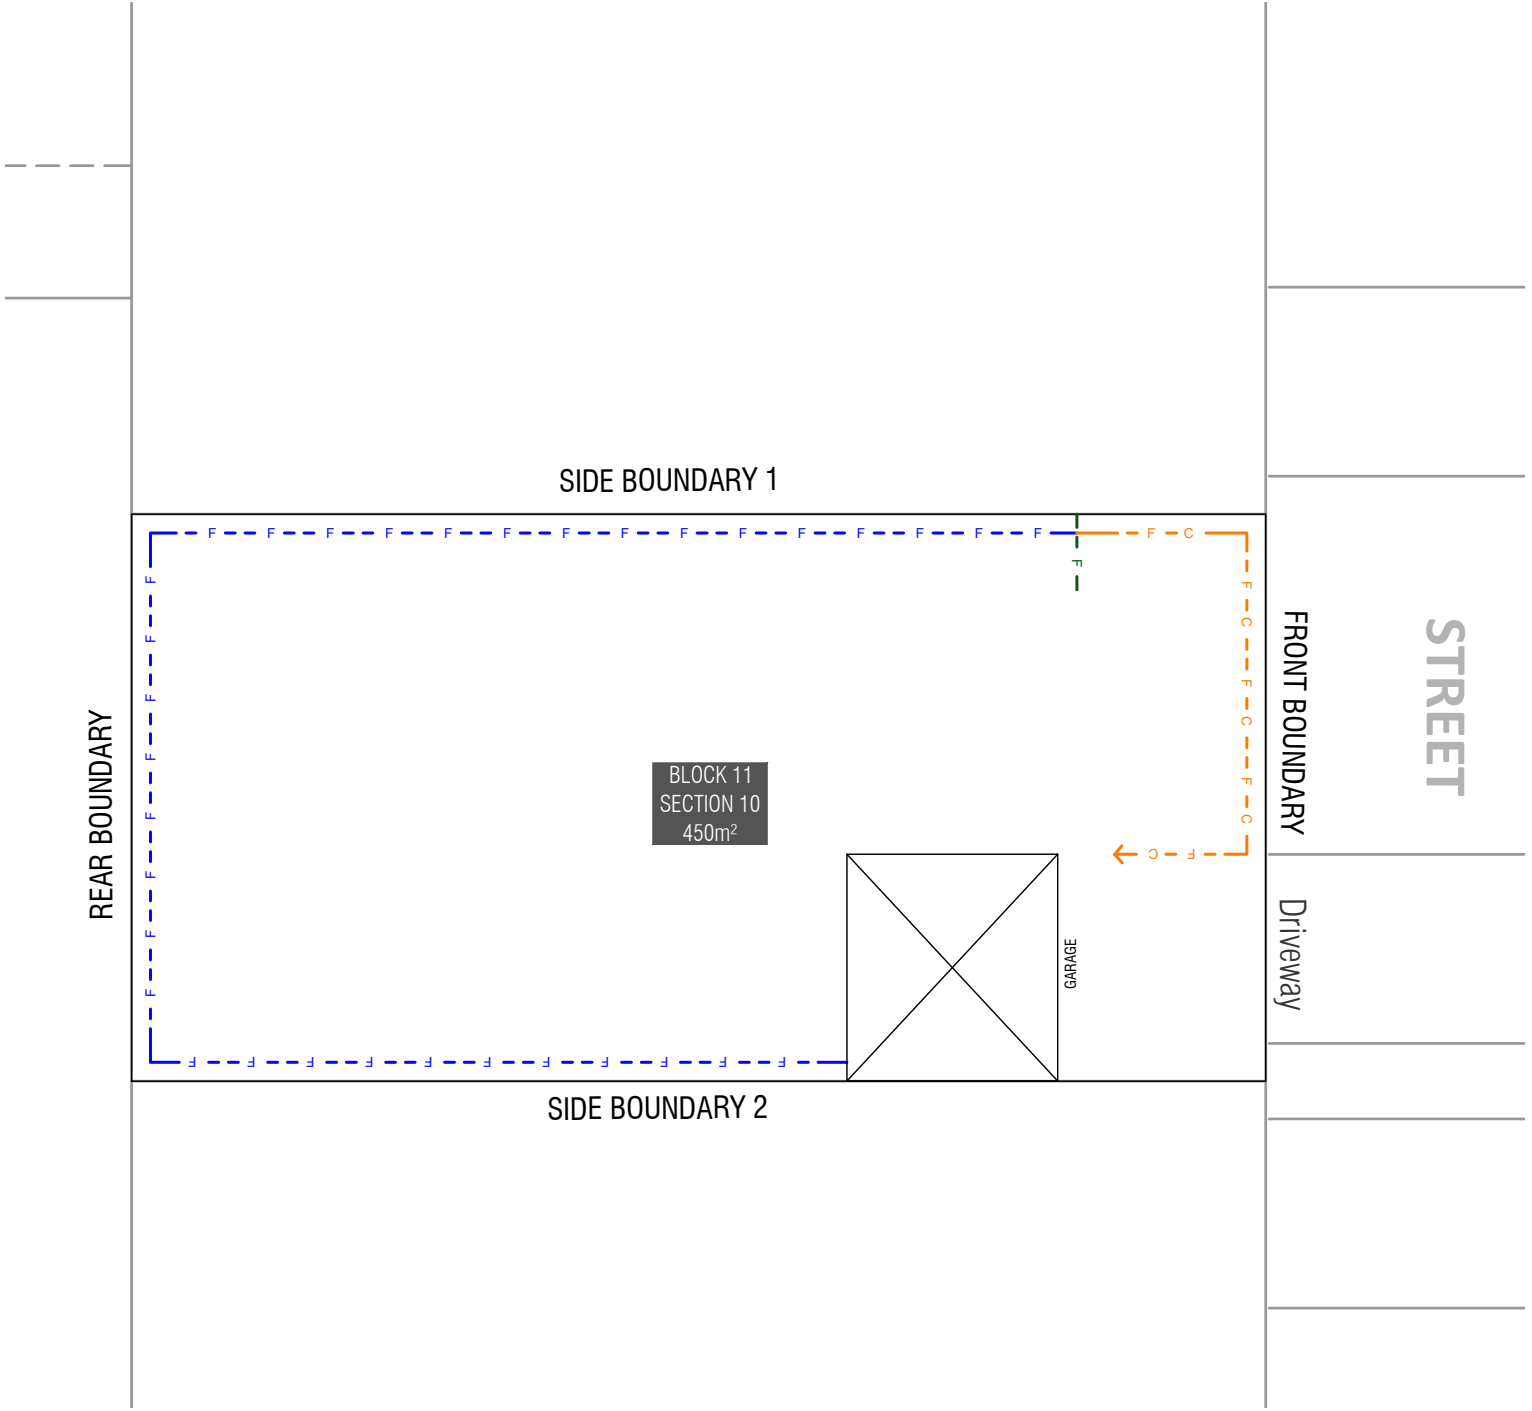 SIDE BOUNDARY 1
F F F F F F F F F F F F F F F F C
F F F F F F F F
F
F C F C F C
REAR BOUNDARY
BLOCK 11
SECTION 10
450m²
FRONT BOUNDARY
STREET
C F
GARAGE
Driveway
F F F F F F F F F F F
SIDE BOUNDARY 2